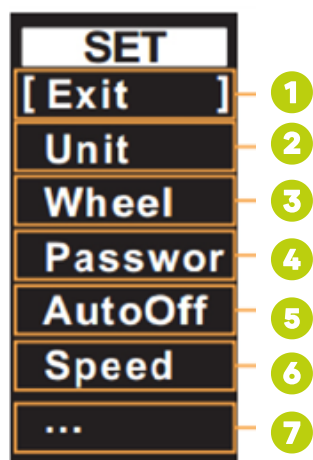 SET
[ Exit ] 1
Unit 2
Wheel 3
Passwor 4
AutoOff 5
Speed 6
... 7